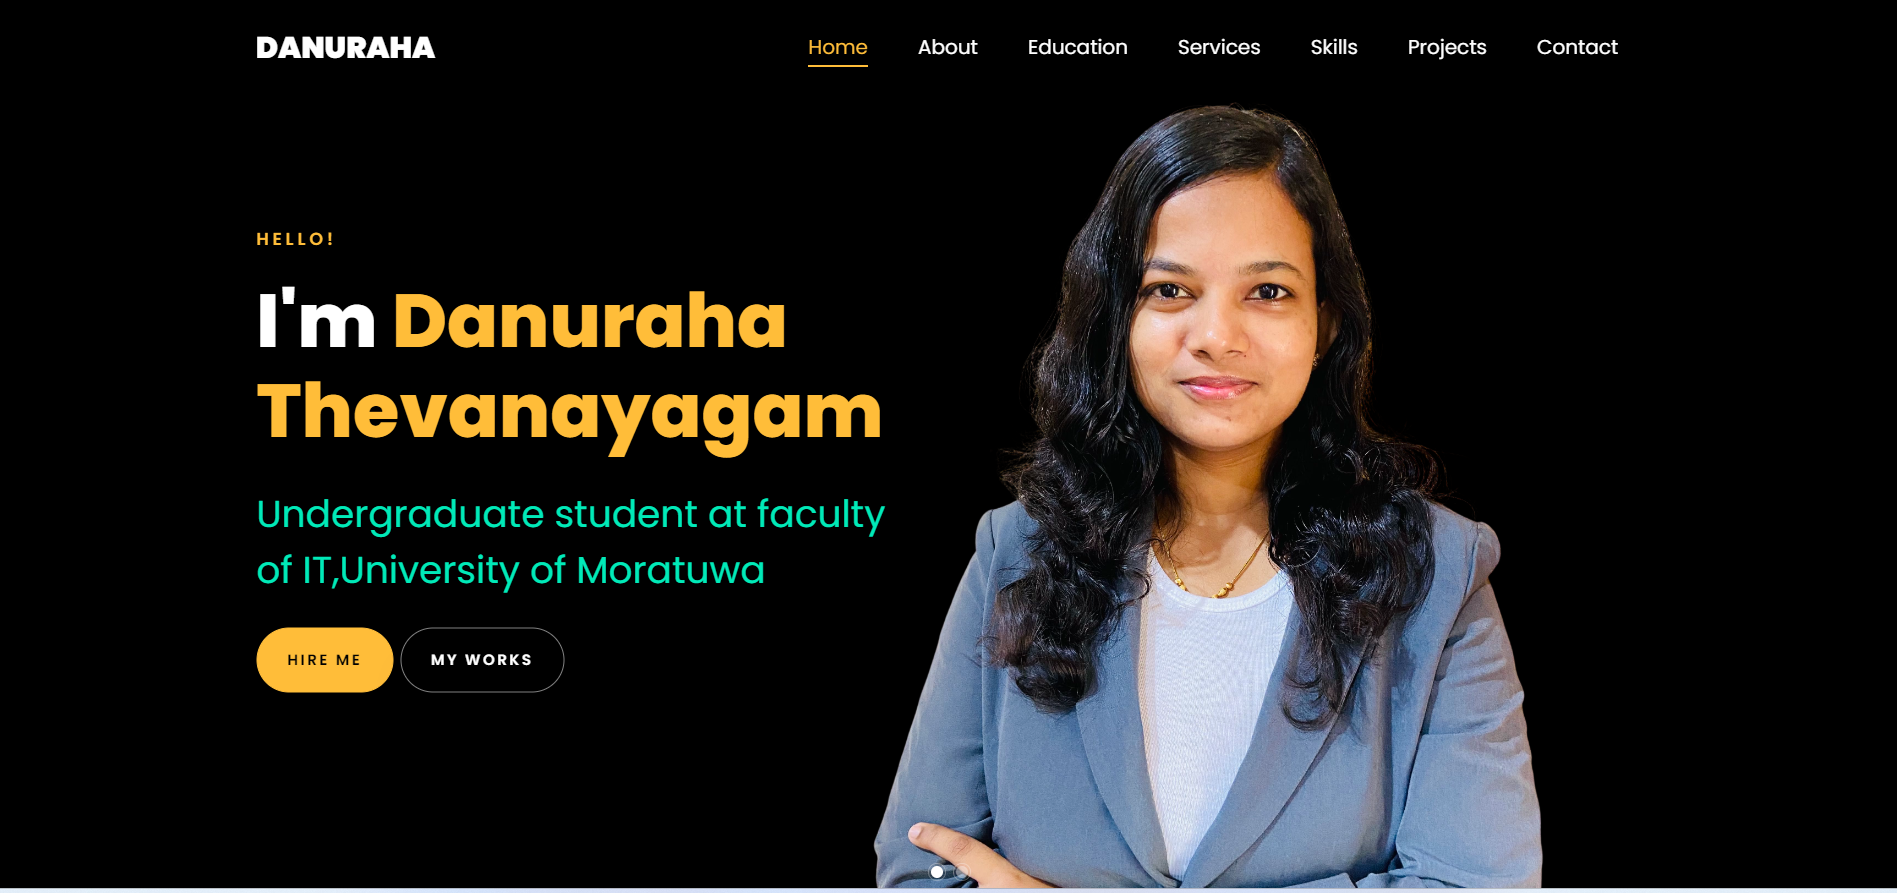 DANURAHA
Home About Education Services Skills Projects Contact
HELLO!
I'm Danuraha
Thevanayagam
Undergraduate student at faculty
of IT,University of Moratuwa
HIRE ME
MY WORKS